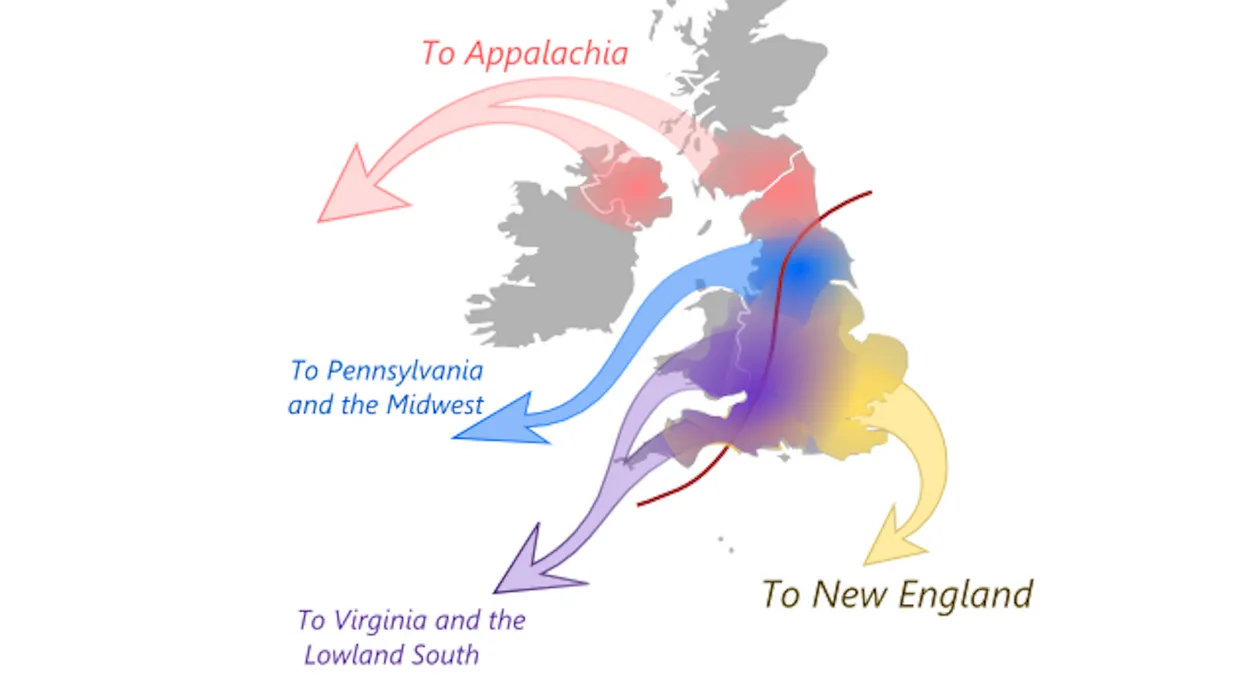 To Appalachia
To Pennsylvania
and the Midwest
To New England
To Virginia and the
Lowland South